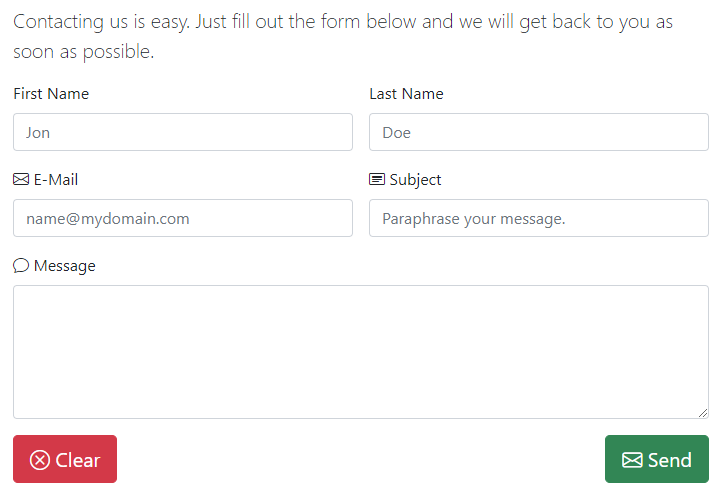 Contacting us is easy. Just fill out the form below and we will get back to you as
soon as possible.
First Name
Last Name
Jon
Doe
E-Mail
Subject
name@mydomain.com
Paraphrase your message.
Message
Clear
Send